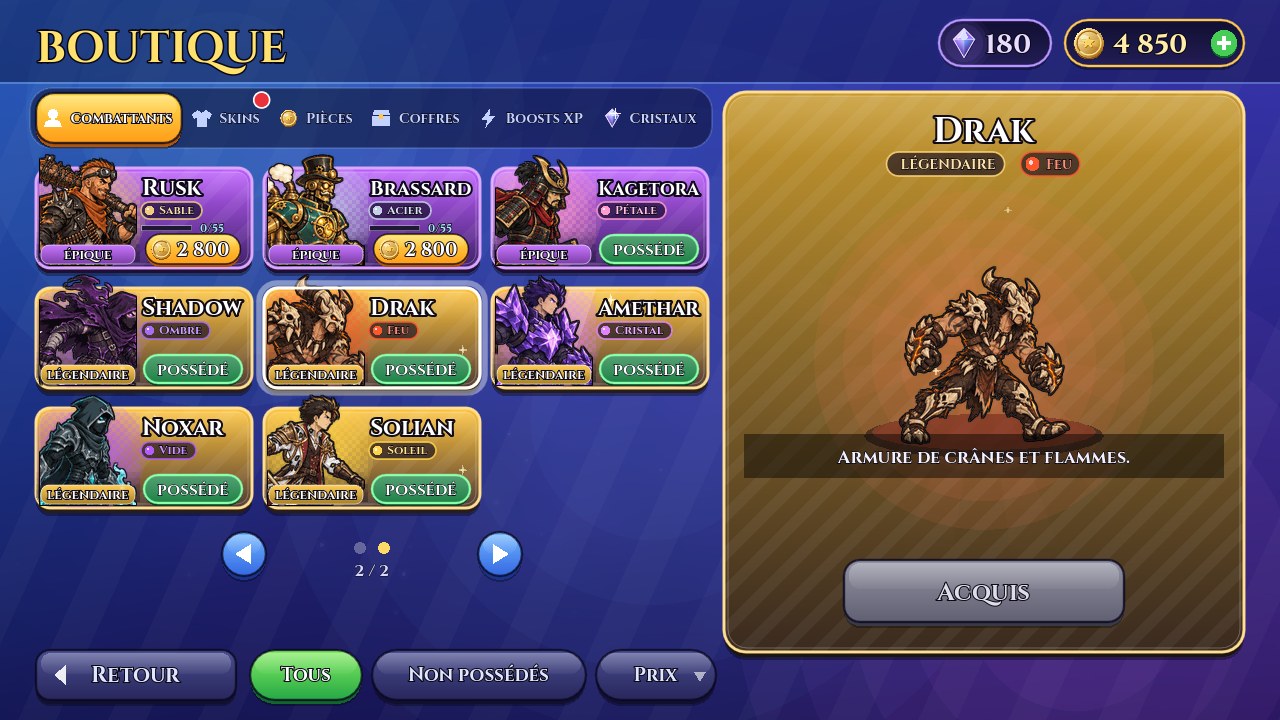 BOUTIQUE
180
4 850
COMBATTANTS
SKINS
PIÈCES
COFFRES
BOOSTS XP
CRISTAUX
RUSK
SABLE
0/55
ÉPIQUE
2 800
BRASSARD
ACIER
0/55
ÉPIQUE
2 800
KAGETORA
PÉTALE
ÉPIQUE
POSSÉDÉ
SHADOW
OMBRE
LÉGENDAIRE
POSSÉDÉ
DRAK
FEU
LÉGENDAIRE
POSSÉDÉ
AMETHAR
CRISTAL
LÉGENDAIRE
POSSÉDÉ
NOXAR
VIDE
LÉGENDAIRE
POSSÉDÉ
SOLIAN
SOLEIL
LÉGENDAIRE
POSSÉDÉ
2 / 2
RETOUR
TOUS
NON POSSÉDÉS
PRIX
DRAK
LÉGENDAIRE
FEU
ARMURE DE CRÂNES ET FLAMMES.
ACQUIS